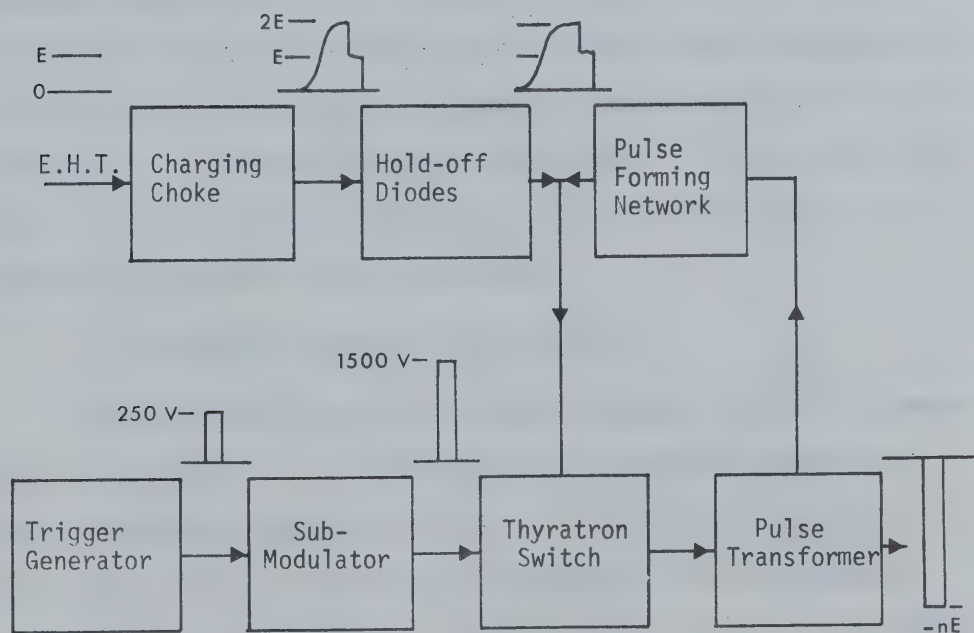 2E
E
E
O
E.H.T.
Charging
Choke
Hold-off
Diodes
Pulse
Forming
Network
1500 V
250 V
Trigger
Generator
Sub-
Modulator
Thyratron
Switch
Pulse
Transformer
-nE